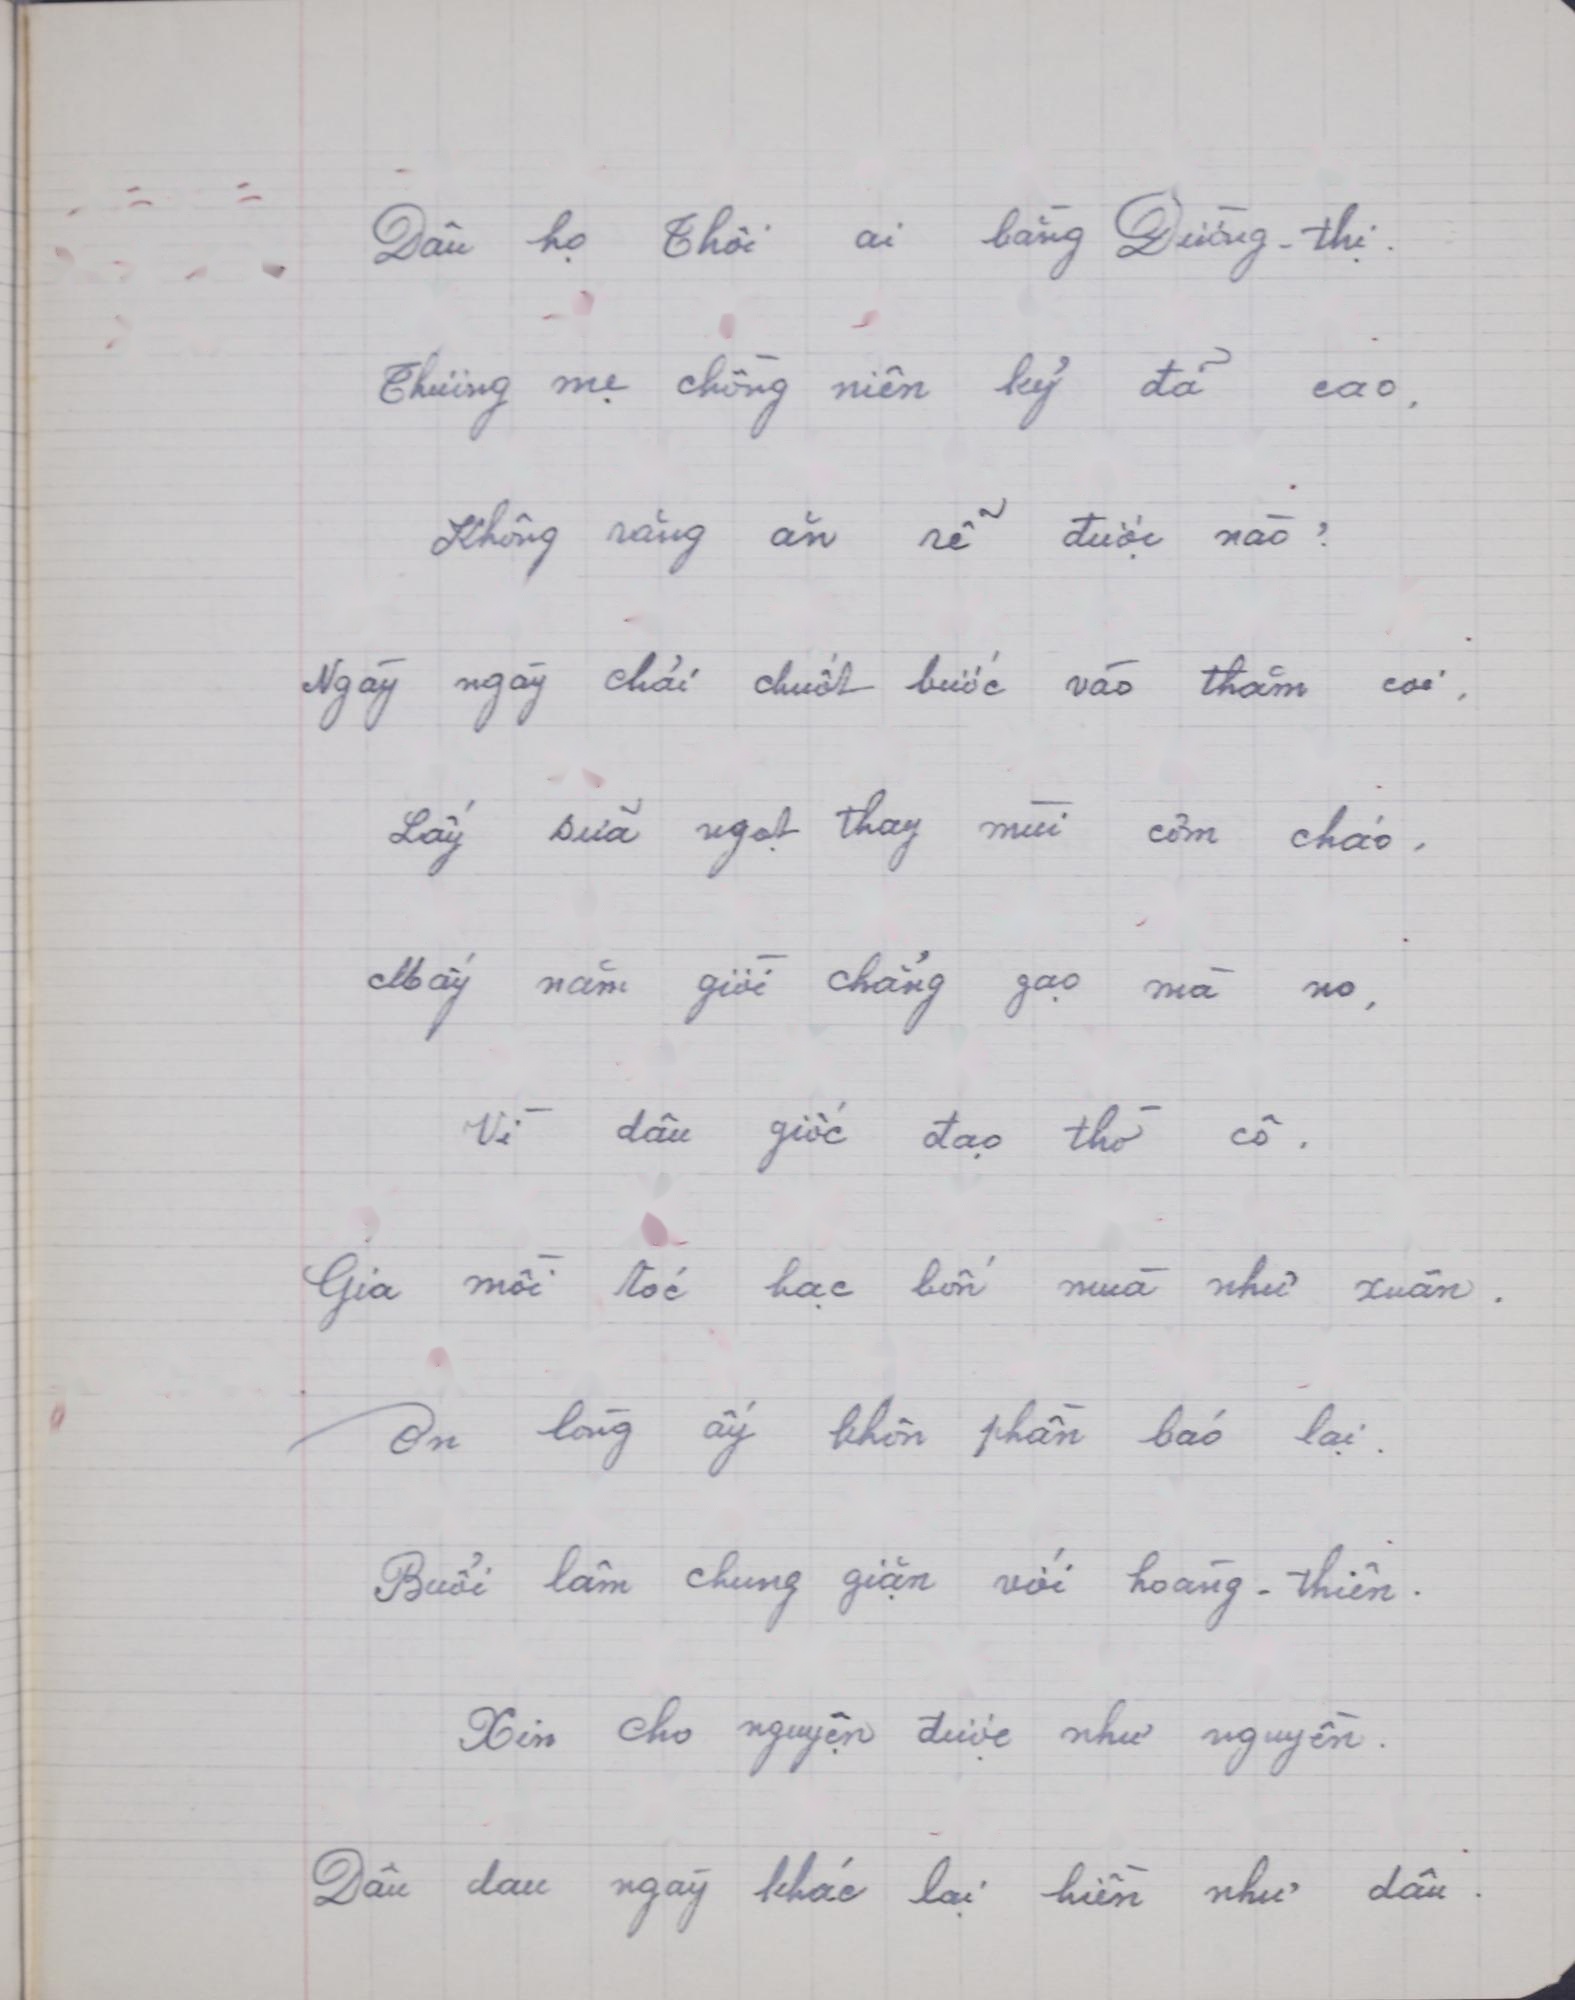 Dâu họ Thôi ai bằng Đường-thị.
Thương mẹ chồng niên kỷ đã cao,
Không răng ăn rễ được nào?
Ngày ngày chải chuốt bước vào thăm coi,
Lấy sữa ngọt thay mùi cơm cháo,
Mấy năm giời chẳng gạo mà no,
Vì dâu giốc đạo thờ cô.
Gia mồi tóc hạc bốn mùa như xuân.
Ơn lòng ấy khôn phần báo lại.
Buổi lâm chung giặn với hoàng-thiên.
Xin cho nguyện được như nguyền.
Dâu dau ngày khác lại hiền như dâu.